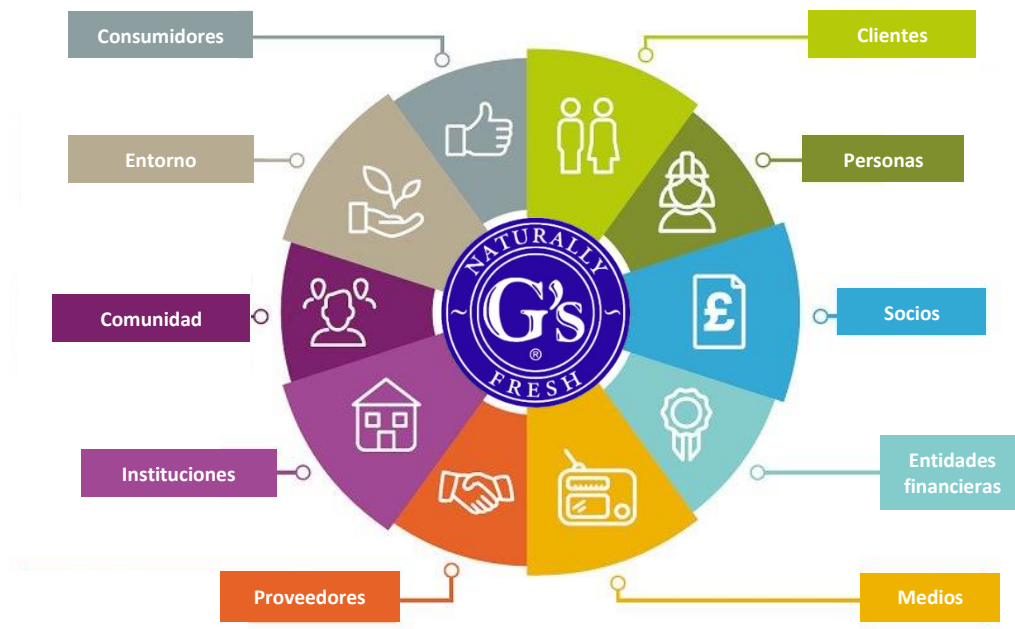 Consumidores
Clientes
Entorno
Personas
NATURALLY
G's
®
FRESH
£
Comunidad
Socios
Instituciones
Entidades
financieras
Proveedores
Medios